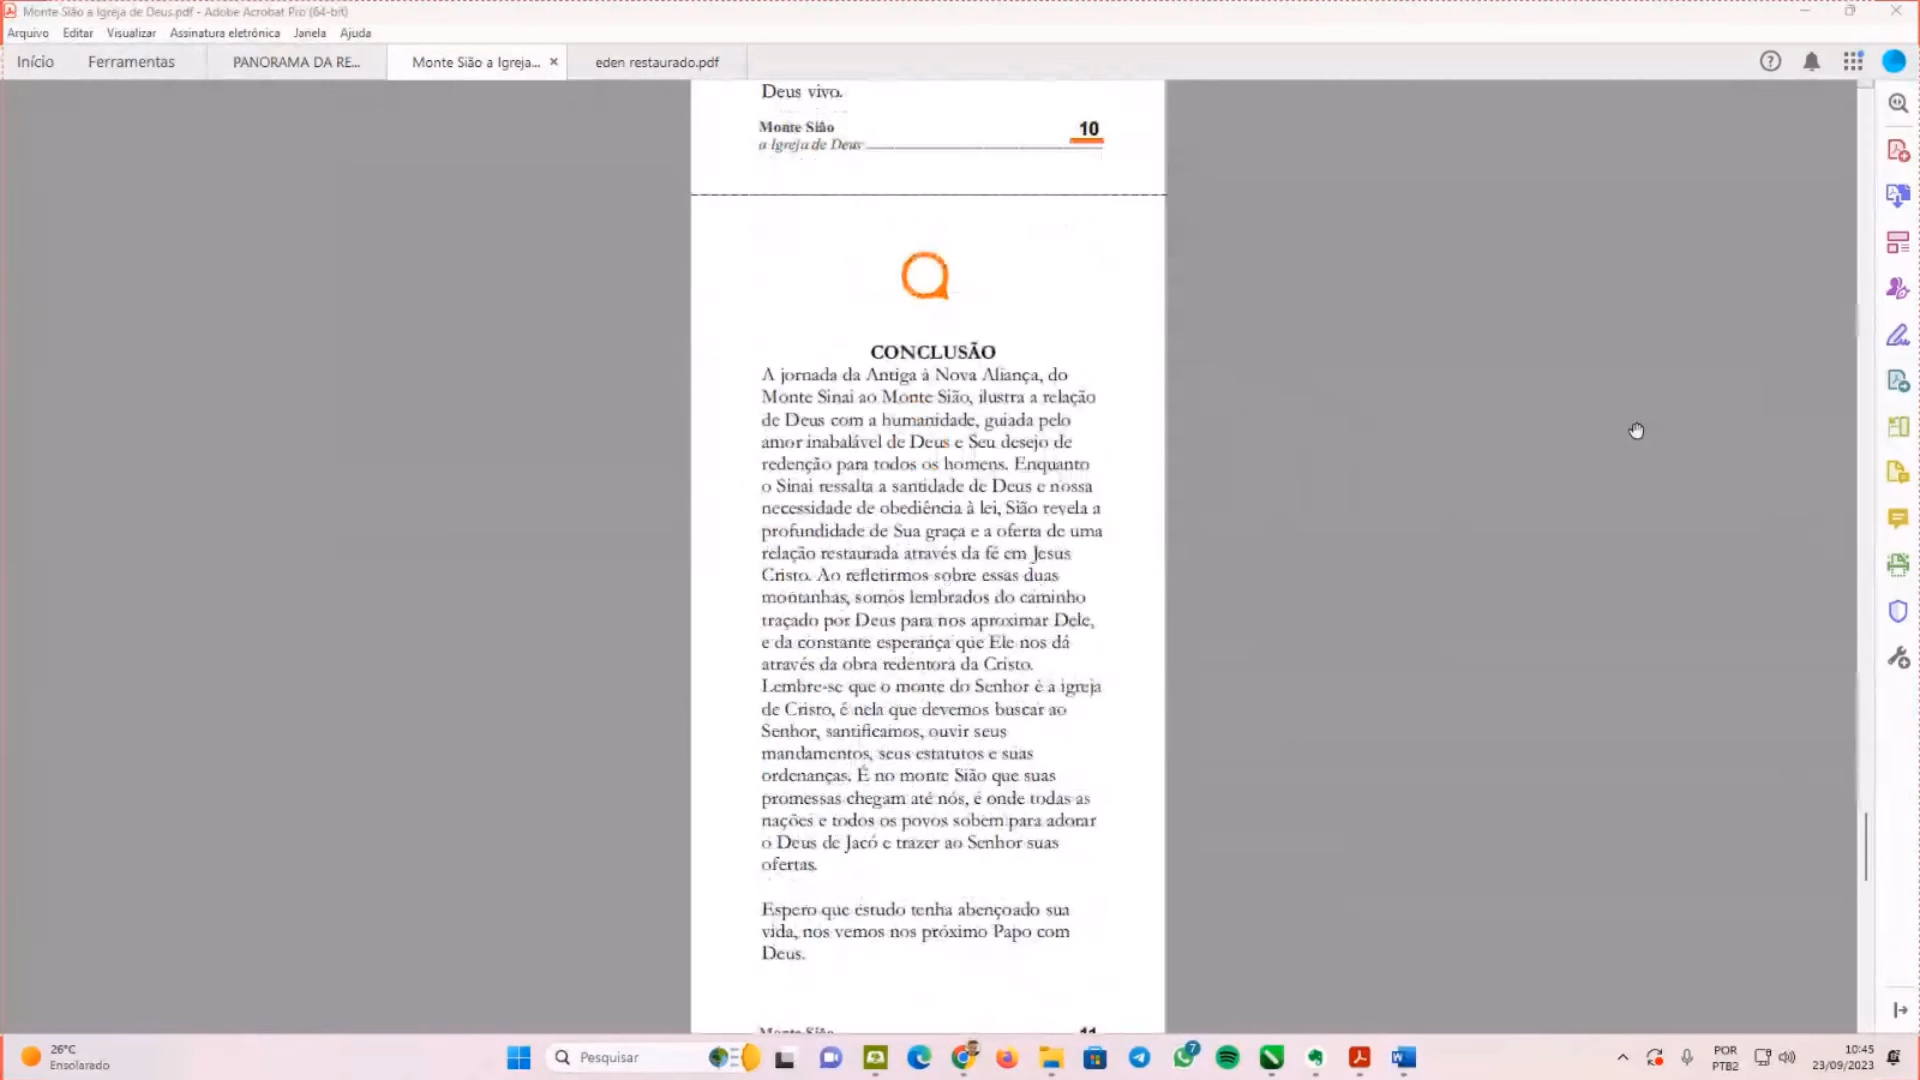 Monte Sião a Igreja de Deus.pdf - Adobe Acrobat Pro (64-bit)
Arquivo Editar Visualizar Assinatura eletrónica Janela Ajuda
Início Ferramentas PANORAMA DA RE... Monte Sião a Igreja... × eden restaurado.pdf
Deus vivo.
Monte Sião 10
a Igreja de Deus
CONCLUSÃO
A jornada da Antiga à Nova Aliança, do
Monte Sinai ao Monte Sião, ilustra a relação
de Deus com a humanidade, guiada pelo
amor inabalável de Deus e Seu desejo de
redenção para todos os homens. Enquanto
o Sinai ressalta a santidade de Deus e nossa
necessidade de obediência à lei, Sião revela a
profundidade de Sua graça e a oferta de uma
relação restaurada através da fé em Jesus
Cristo. Ao refletirmos sobre essas duas
montanhas, somos lembrados do caminho
traçado por Deus para nos aproximar Dele,
e da constante esperança que Ele nos dá
através da obra redentora da Cristo.
Lembre-se que o monte do Senhor é a igreja
de Cristo, é nela que devemos buscar ao
Senhor, santificamos, ouvir seus
mandamentos, seus estatutos e suas
ordenanças. É no monte Sião que suas
promessas chegam até nós, é onde todas as
nações e todos os povos sobem para adorar
o Deus de Jacó e trazer ao Senhor suas
ofertas.
Espero que estudo tenha abençoado sua
vida, nos vemos nos próximo Papo com
Deus.
Monte Sião 11
26°C
Ensolarado
Pesquisar
7
POR
PTB2
10:45
23/09/2023